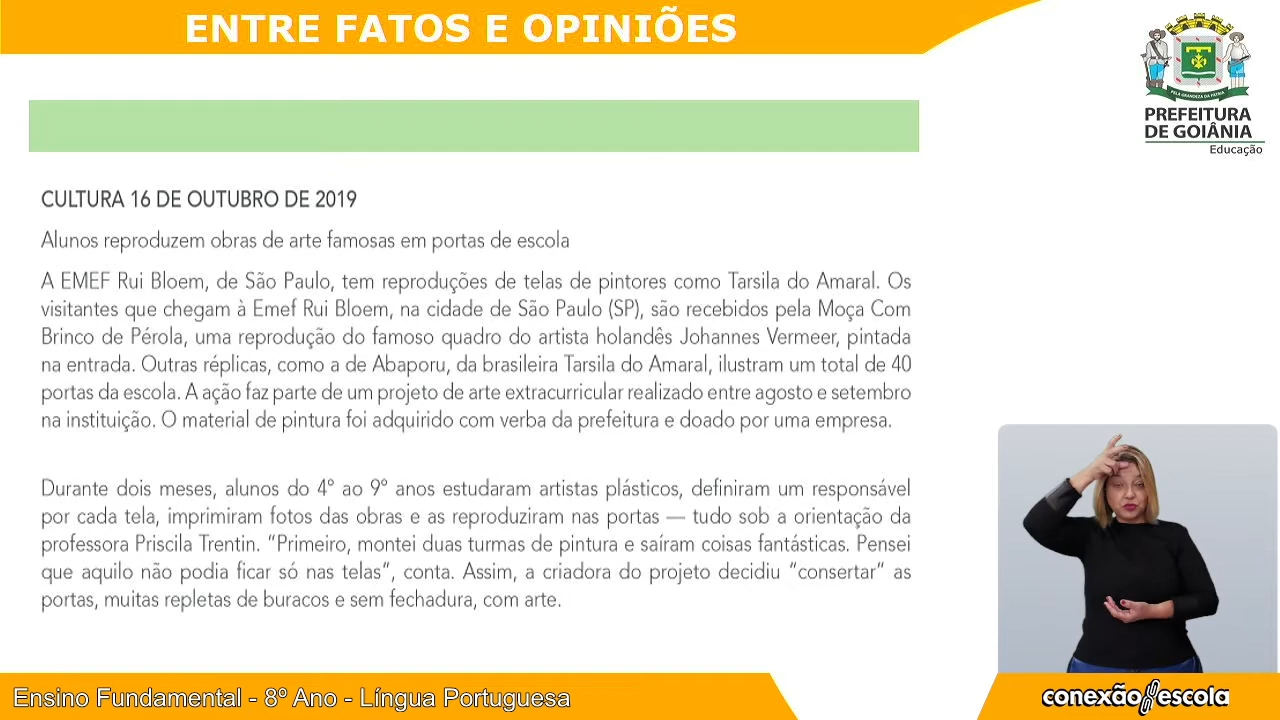 ENTRE FATOS E OPINIÕES
PELA GRANDEZA DA PÁTRIA
PREFEITURA
DE GOIÂNIA
Educação
CULTURA 16 DE OUTUBRO DE 2019
Alunos reproduzem obras de arte famosas em portas de escola
A EMEF Rui Bloem, de São Paulo, tem reproduções de telas de pintores como Tarsila do Amaral. Os
visitantes que chegam à Emef Rui Bloem, na cidade de São Paulo (SP), são recebidos pela Moça Com
Brinco de Pérola, uma reprodução do famoso quadro do artista holandês Johannes Vermeer, pintada
na entrada. Outras réplicas, como a de Abaporu, da brasileira Tarsila do Amaral, ilustram um total de 40
portas da escola. A ação faz parte de um projeto de arte extracurricular realizado entre agosto e setembro
na instituição. O material de pintura foi adquirido com verba da prefeitura e doado por uma empresa.
Durante dois meses, alunos do 4° ao 9° anos estudaram artistas plásticos, definiram um responsável
por cada tela, imprimiram fotos das obras e as reproduziram nas portas — tudo sob a orientação da
professora Priscila Trentin. “Primeiro, montei duas turmas de pintura e saíram coisas fantásticas. Pensei
que aquilo não podia ficar só nas telas”, conta. Assim, a criadora do projeto decidiu “consertar” as
portas, muitas repletas de buracos e sem fechadura, com arte.
Ensino Fundamental - 8º Ano - Língua Portuguesa
conexão escola